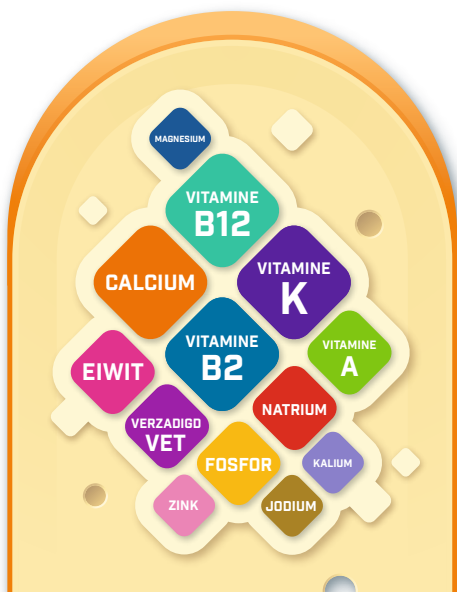 MAGNESIUM
VITAMINE
B12
CALCIUM
VITAMINE
K
VITAMINE
B2
VITAMINE
A
EIWIT
NATRIUM
VERZADIGD
VET
FOSFOR
KALIUM
ZINK
JODIUM